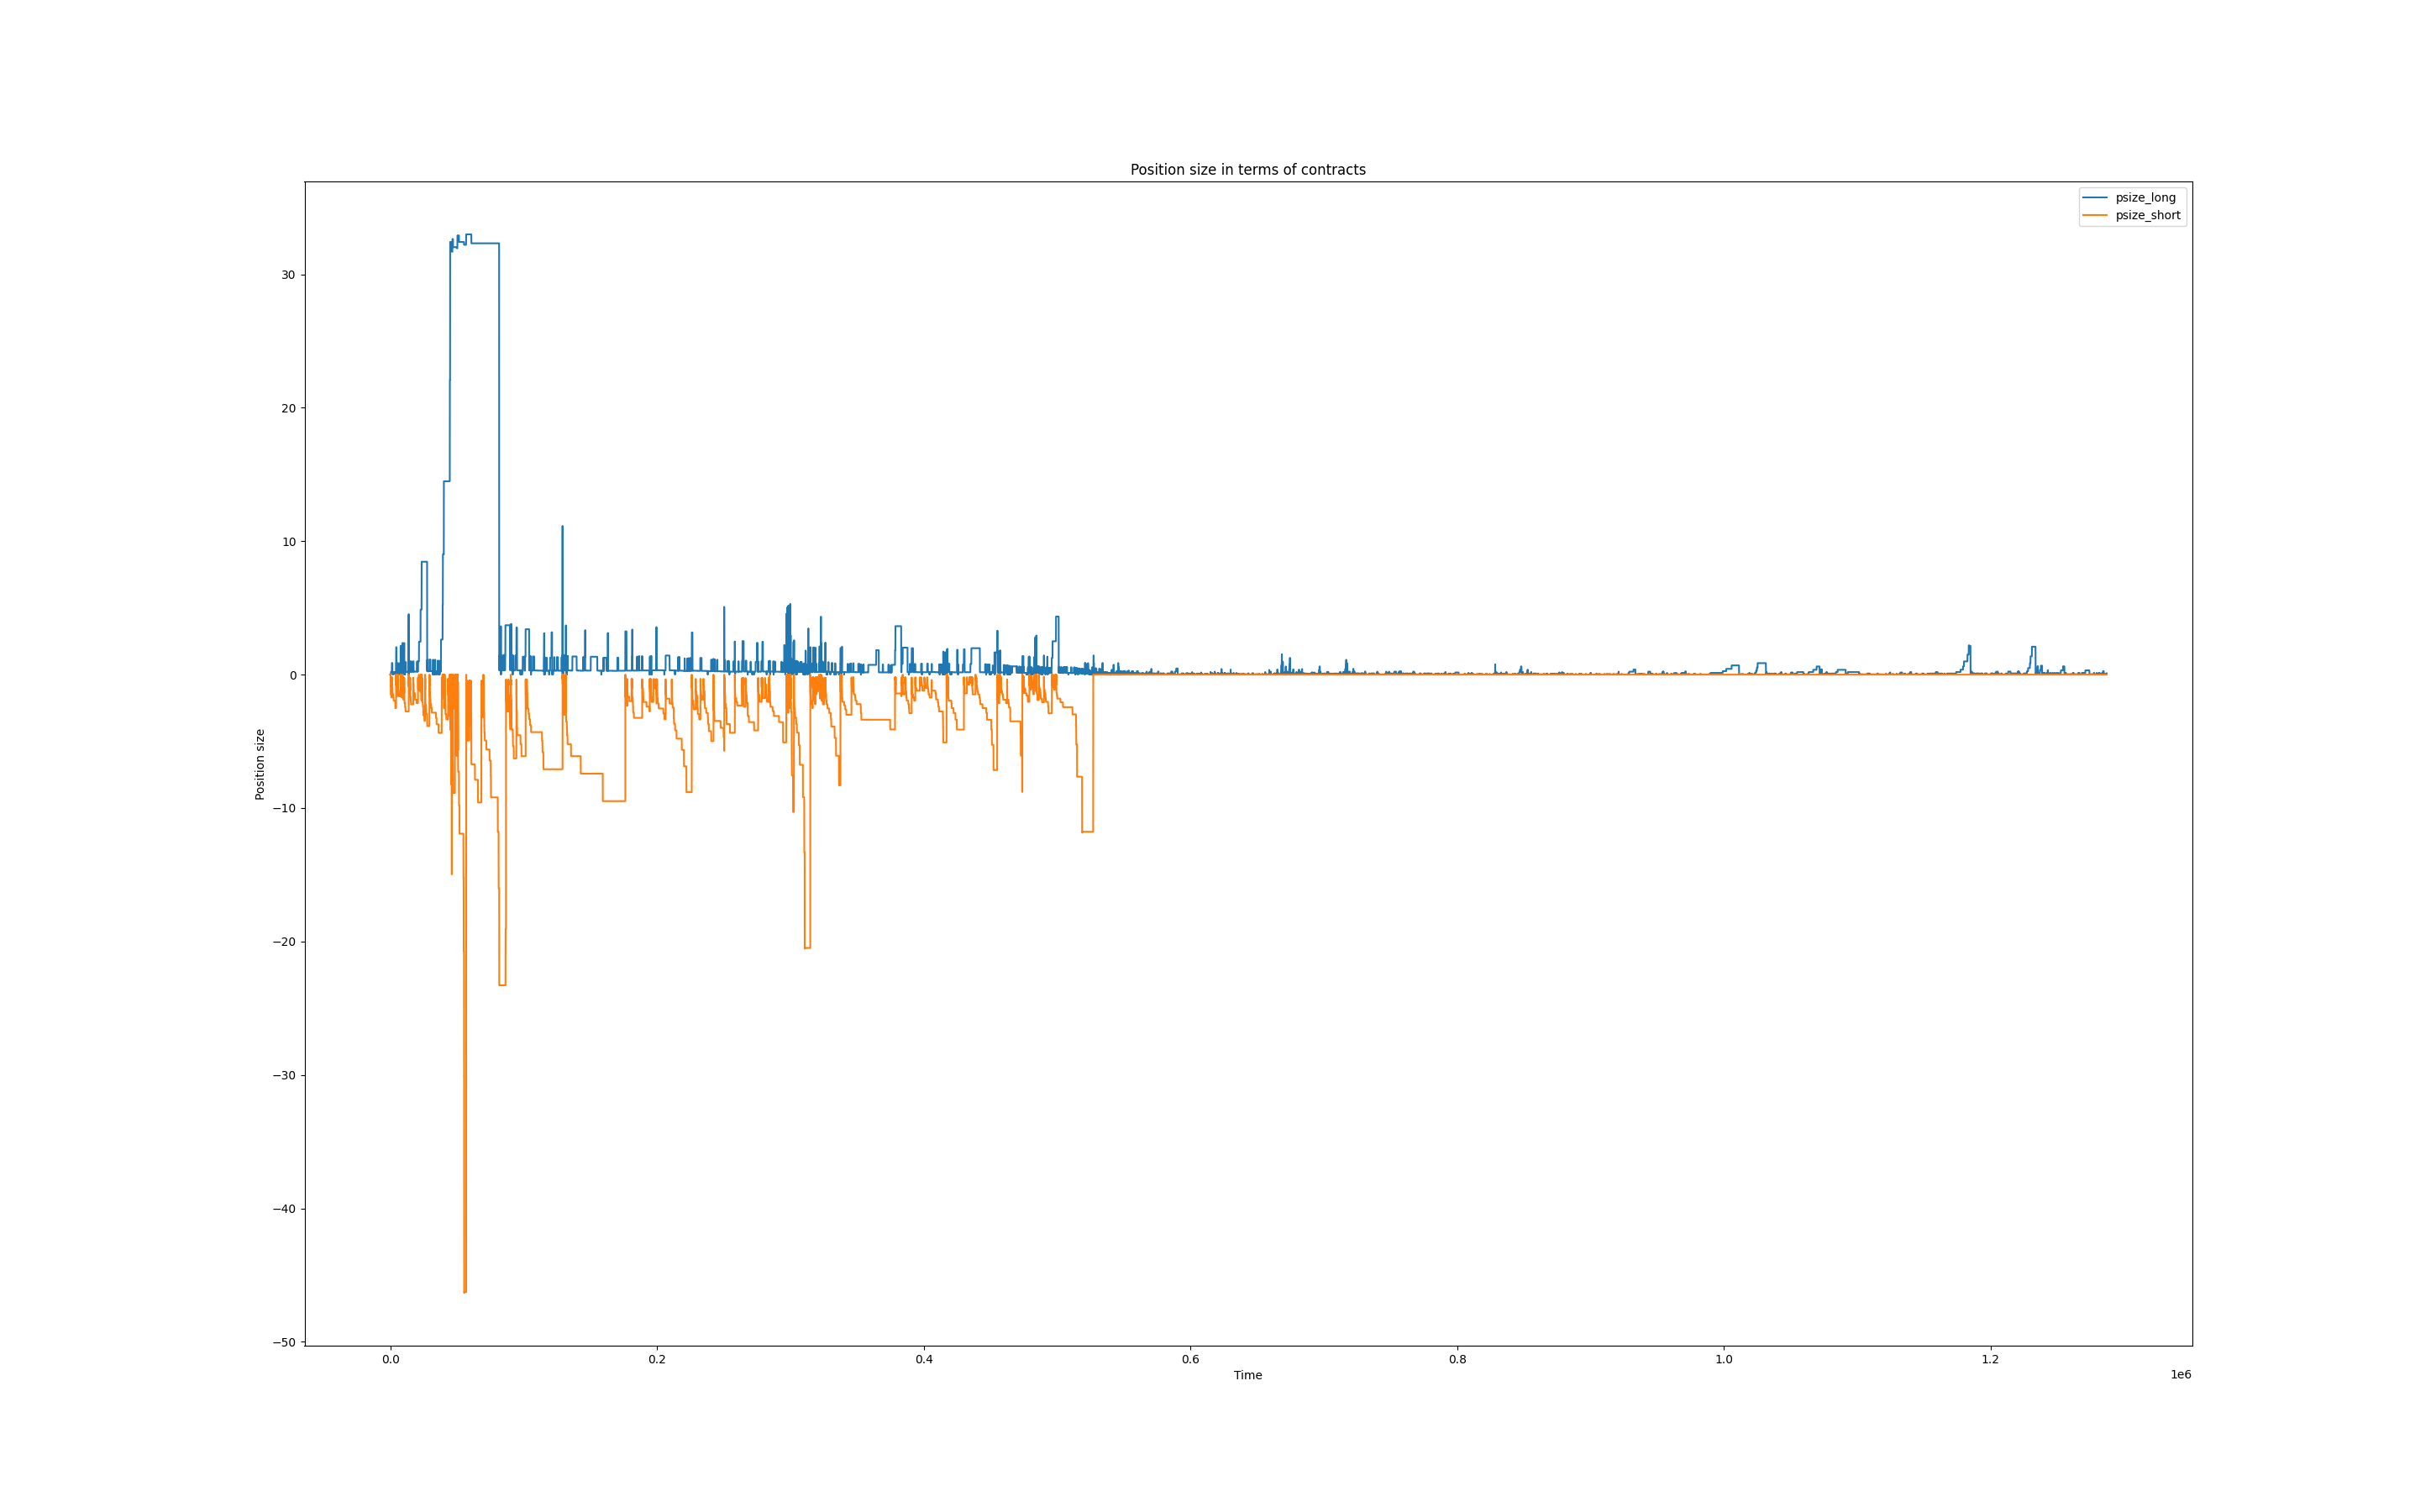 Position size in terms of contracts
psize_long
psize_short
30
20
10
0
−10
−20
−30
−40
−50
Position size
0.0 0.2 0.4 0.6 0.8 1.0 1.2
Time
1e6